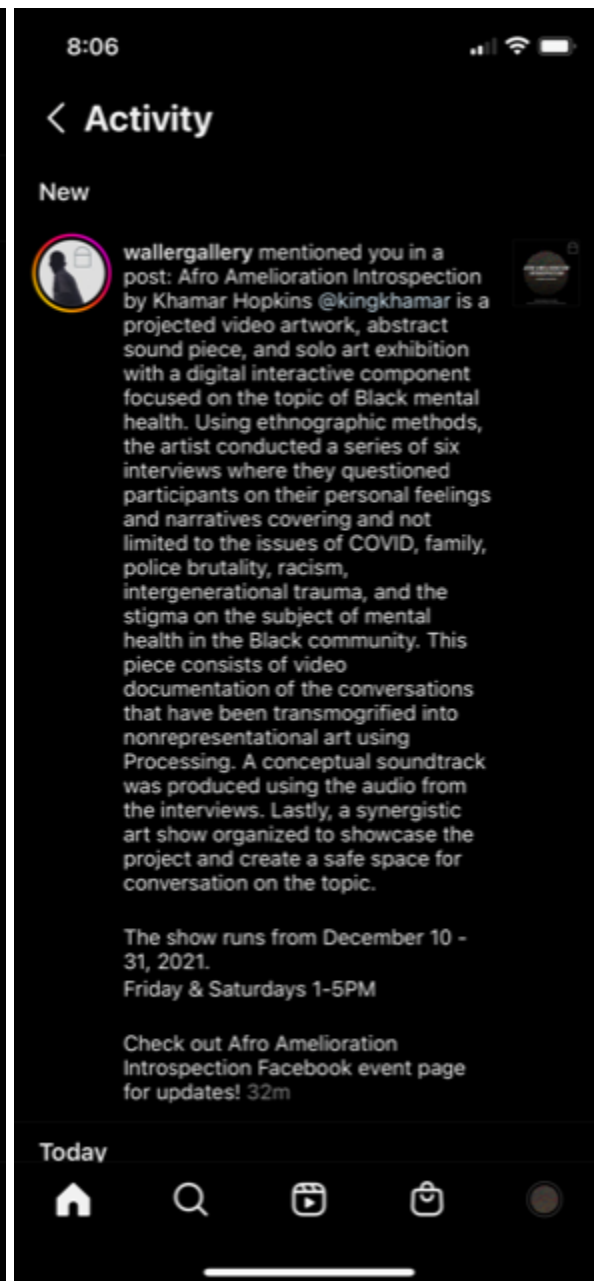 8:06
Activity
New
wallergallery mentioned you in a
post: Afro Amelioration Introspection
by Khamar Hopkins @kingkhamar is a
projected video artwork, abstract
sound piece, and solo art exhibition
with a digital interactive component
focused on the topic of Black mental
health. Using ethnographic methods,
the artist conducted a series of six
interviews where they questioned
participants on their personal feelings
and narratives covering and not
limited to the issues of COVID, family,
police brutality, racism,
intergenerational trauma, and the
stigma on the subject of mental
health in the Black community. This
piece consists of video
documentation of the conversations
that have been transmogrified into
nonrepresentational art using
Processing. A conceptual soundtrack
was produced using the audio from
the interviews. Lastly, a synergistic
art show organized to showcase the
project and create a safe space for
conversation on the topic.
The show runs from December 10 -
31, 2021.
Friday & Saturdays 1-5PM
Check out Afro Amelioration
Introspection Facebook event page
for updates! 32m
Today